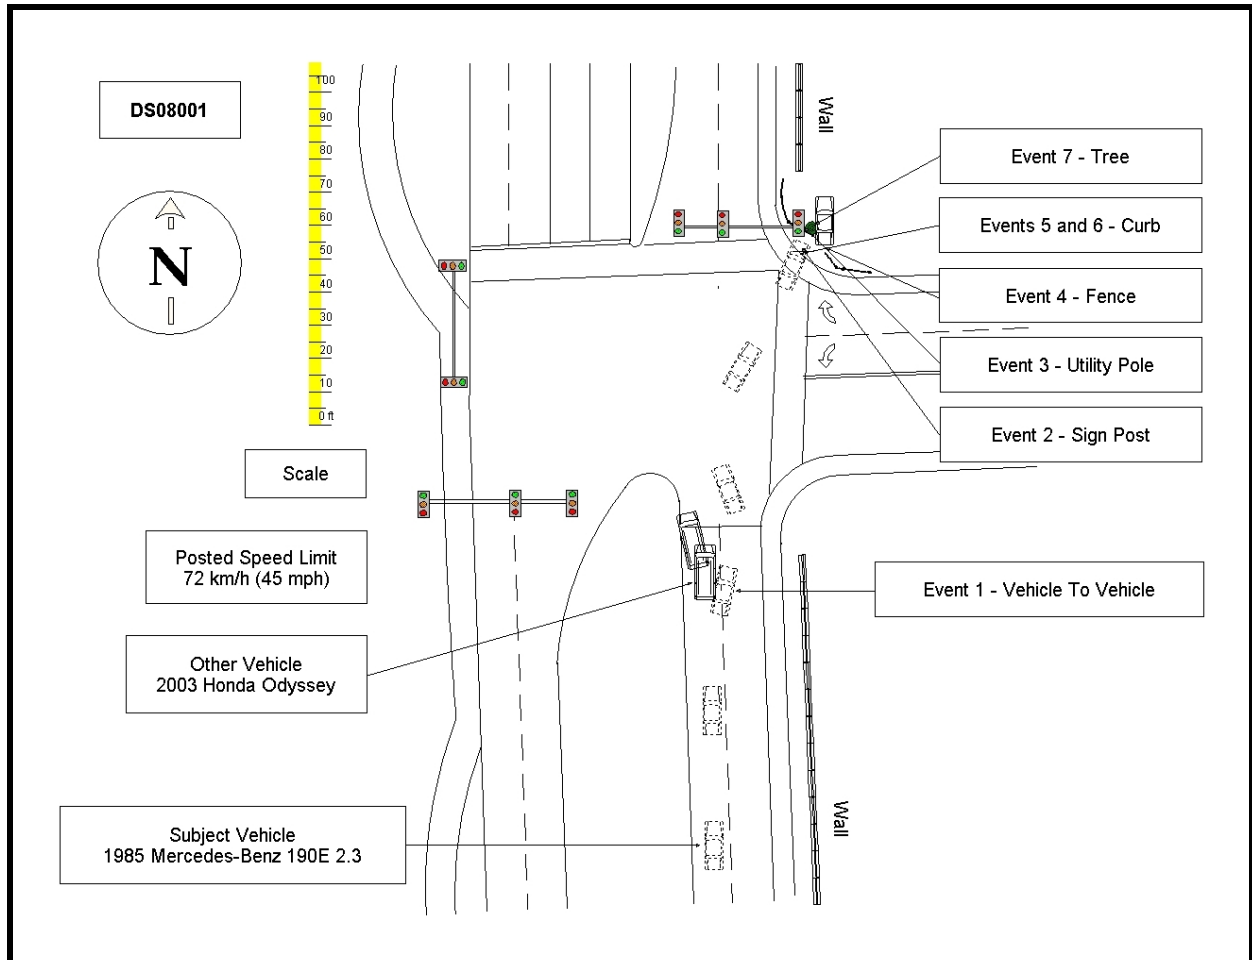 DS08001
N
100
90
80
70
60
50
40
30
20
10
0 ft
Scale
Posted Speed Limit
72 km/h (45 mph)
Other Vehicle
2003 Honda Odyssey
Subject Vehicle
1985 Mercedes-Benz 190E 2.3
Wall
Event 7 - Tree
Events 5 and 6 - Curb
Event 4 - Fence
Event 3 - Utility Pole
Event 2 - Sign Post
Event 1 - Vehicle To Vehicle
Wall